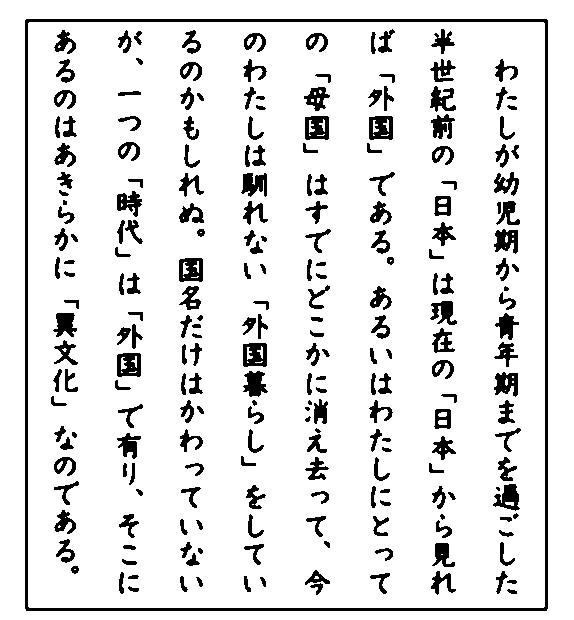 わたしが幼児期から青年期までを過ごした
半世紀前の「日本」は現在の「日本」から見れ
ば「外国」である。あるいはわたしにとって
の「母国」はすでにどこかに消え去って、今
のわたしは馴れない「外国暮らし」をしてい
るのかもしれぬ。国名だけはかわっていない
が、一つの「時代」は「外国」で有り、そこに
あるのはあきらかに「異文化」なのである。